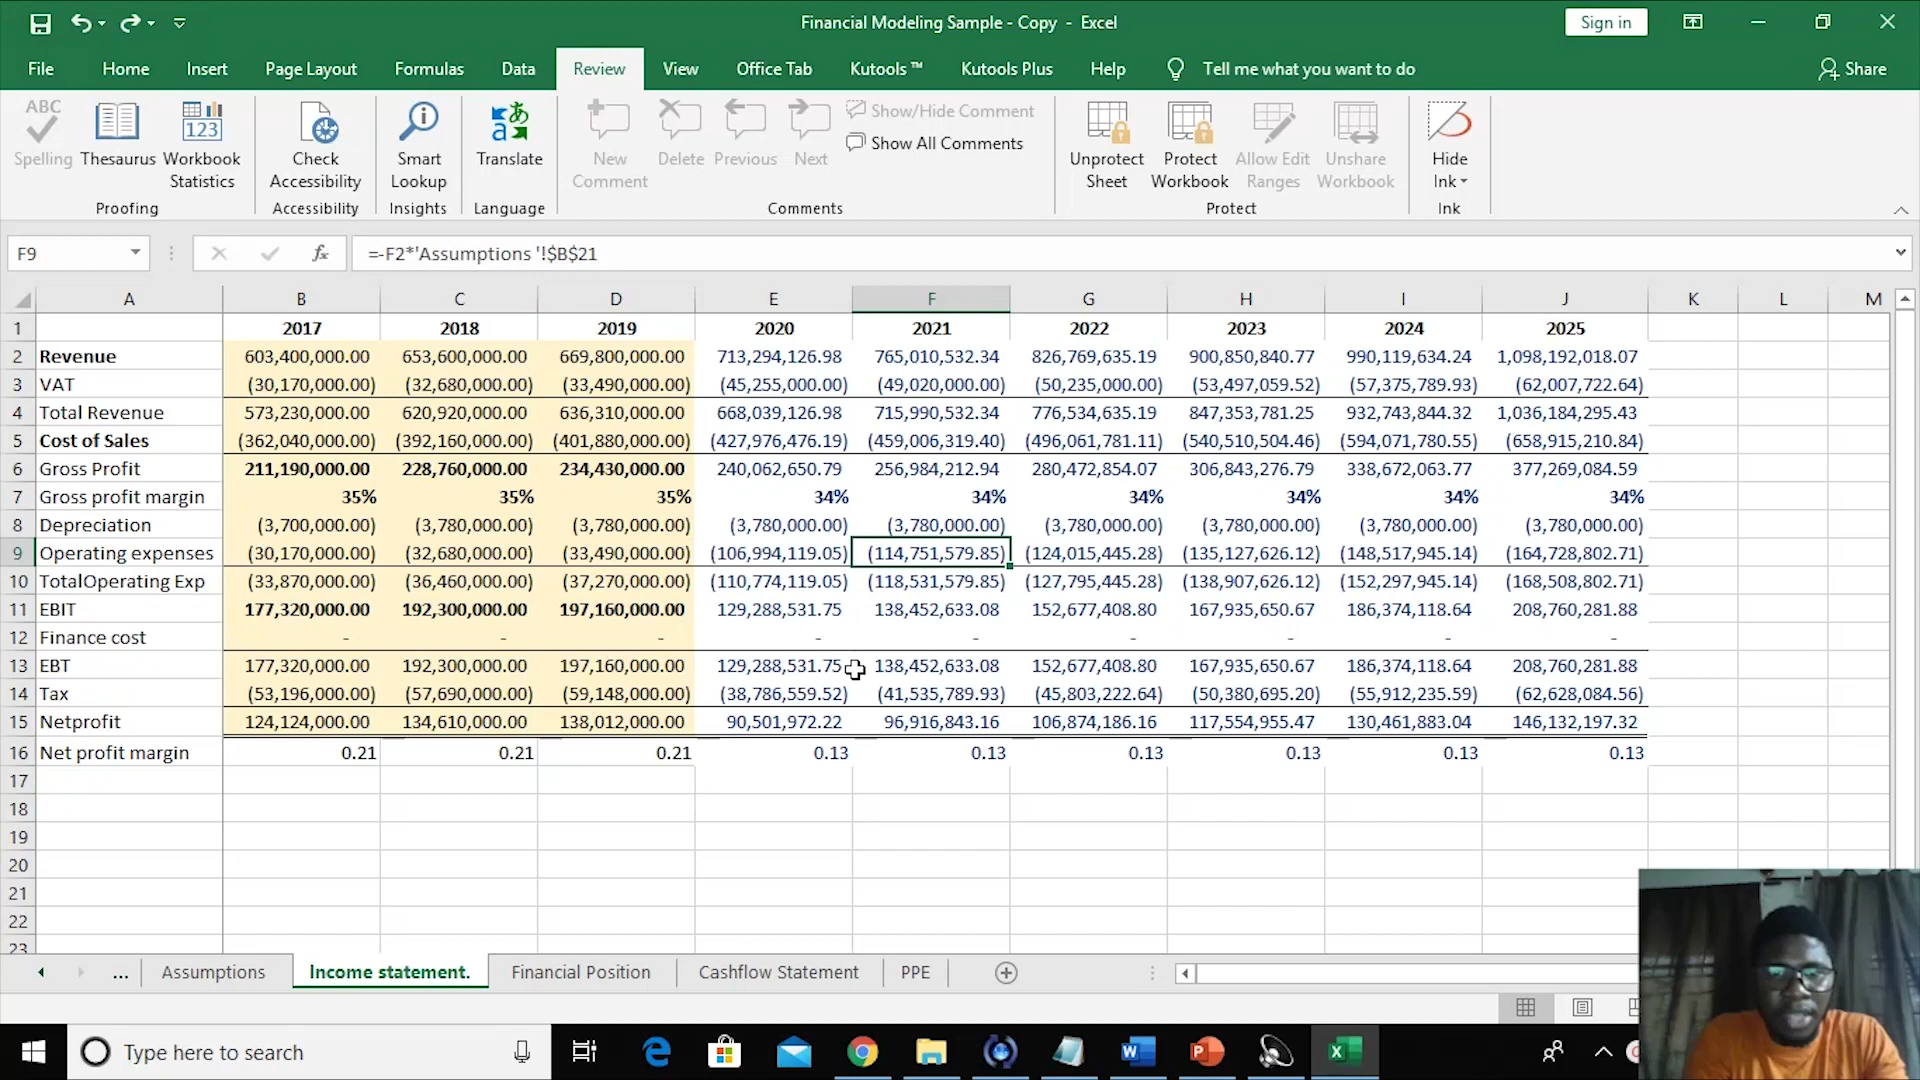 Financial Modeling Sample - Copy - Excel
Sign in
File Home Insert Page Layout Formulas Data Review View Office Tab Kutools ™ Kutools Plus Help Tell me what you want to do Share
ABC
123
Spelling Thesaurus Workbook Statistics
Check Accessibility
Smart Lookup
Translate
New Comment Delete Previous Next
Show/Hide Comment
Show All Comments
Unprotect Sheet Protect Workbook Allow Edit Ranges Unshare Workbook
Hide Ink
Proofing Accessibility Insights Language Comments Protect Ink
F9 fx =-F2*'Assumptions '!$B$21
A B C D E F G H I J K L M
1 2017 2018 2019 2020 2021 2022 2023 2024 2025
2 Revenue 603,400,000.00 653,600,000.00 669,800,000.00 713,294,126.98 765,010,532.34 826,769,635.19 900,850,840.77 990,119,634.24 1,098,192,018.07
3 VAT (30,170,000.00) (32,680,000.00) (33,490,000.00) (45,255,000.00) (49,020,000.00) (50,235,000.00) (53,497,059.52) (57,375,789.93) (62,007,722.64)
4 Total Revenue 573,230,000.00 620,920,000.00 636,310,000.00 668,039,126.98 715,990,532.34 776,534,635.19 847,353,781.25 932,743,844.32 1,036,184,295.43
5 Cost of Sales (362,040,000.00) (392,160,000.00) (401,880,000.00) (427,976,476.19) (459,006,319.40) (496,061,781.11) (540,510,504.46) (594,071,780.55) (658,915,210.84)
6 Gross Profit 211,190,000.00 228,760,000.00 234,430,000.00 240,062,650.79 256,984,212.94 280,472,854.07 306,843,276.79 338,672,063.77 377,269,084.59
7 Gross profit margin 35% 35% 35% 34% 34% 34% 34% 34% 34%
8 Depreciation (3,700,000.00) (3,780,000.00) (3,780,000.00) (3,780,000.00) (3,780,000.00) (3,780,000.00) (3,780,000.00) (3,780,000.00) (3,780,000.00)
9 Operating expenses (30,170,000.00) (32,680,000.00) (33,490,000.00) (106,994,119.05) (114,751,579.85) (124,015,445.28) (135,127,626.12) (148,517,945.14) (164,728,802.71)
10 TotalOperating Exp (33,870,000.00) (36,460,000.00) (37,270,000.00) (110,774,119.05) (118,531,579.85) (127,795,445.28) (138,907,626.12) (152,297,945.14) (168,508,802.71)
11 EBIT 177,320,000.00 192,300,000.00 197,160,000.00 129,288,531.75 138,452,633.08 152,677,408.80 167,935,650.67 186,374,118.64 208,760,281.88
12 Finance cost - - - - - - - - -
13 EBT 177,320,000.00 192,300,000.00 197,160,000.00 129,288,531.75 138,452,633.08 152,677,408.80 167,935,650.67 186,374,118.64 208,760,281.88
14 Tax (53,196,000.00) (57,690,000.00) (59,148,000.00) (38,786,559.52) (41,535,789.93) (45,803,222.64) (50,380,695.20) (55,912,235.59) (62,628,084.56)
15 Netprofit 124,124,000.00 134,610,000.00 138,012,000.00 90,501,972.22 96,916,843.16 106,874,186.16 117,554,955.47 130,461,883.04 146,132,197.32
16 Net profit margin 0.21 0.21 0.21 0.13 0.13 0.13 0.13 0.13 0.13
17
18
19
20
21
22
23
... Assumptions Income statement. Financial Position Cashflow Statement PPE
Type here to search